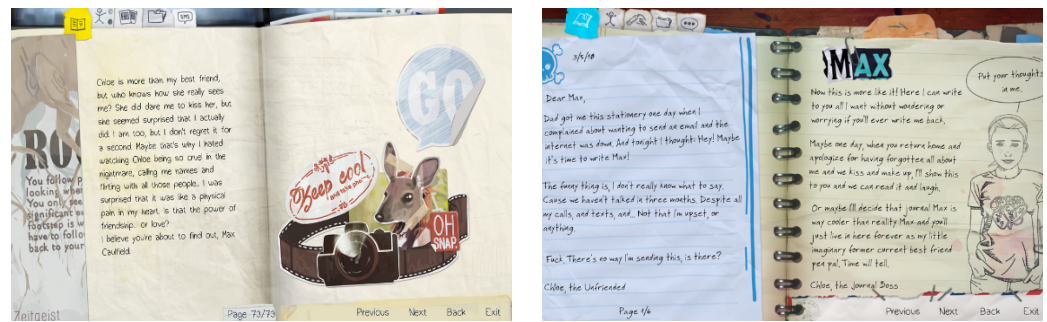 SMS
GO
Chloe is more than my best friend,
but who knows how she really sees
me? She did dare me to kiss her, but
she seemed surprised that I actually
did. I am too, but I don't regret it for
a second. Maybe that's why I hated
watching Chloe being so cruel in the
nightmare, calling me names and
flirting with all those people. I was
surprised that it was like a physical
pain in my heart. Is that the power of
friendship... or love?
I believe you're about to find out, Max
Caulfield.
You follow
looking
You only see
footstep is w
have to follow
back to your
Keep cool
and take
OH
SNAP.
Zeitgeist
Page 73/73
Previous Next Back Exit
3/5/10
Dear Max,
Dad got me this stationery one day when I
complained about wanting to send an email and the
internet was down. And tonight I thought: Hey! Maybe
it's time to write Max!
The funny thing is, I don't really know what to say.
Cause we haven't talked in three months. Despite all
my calls, and texts, and... Not that I'm upset, or
anything.
Fuck. There's no way I'm sending this, is there?
Chloe, the Unfriended
Page 1/6
MAX
Now this is more like it! Here I can write
to you all I want without wondering or
worrying if you'll ever write me back.
Maybe one day, when you return home and
apologize for having forgotten all about
me and we kiss and make up, I'll show this
to you and we can read it and laugh.
Or maybe I'll decide that journal Max is
way cooler than reality Max and you'll
just live in here forever as my little
imaginary former current best friend
pen pal. Time will tell.
Chloe, the Journal Boss
Put your thoughts
in me.
Previous Next Back Exit